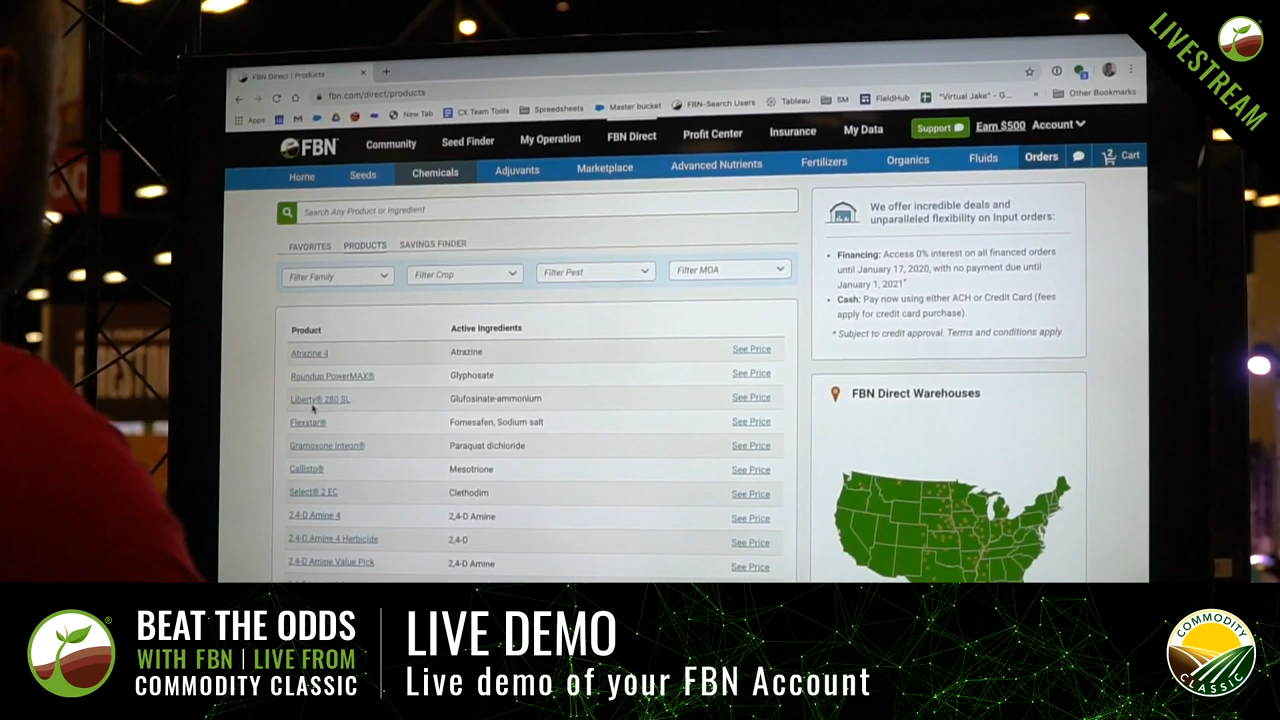 LIVESTREAM
FBN Direct | Products
fbn.com/direct/products
Apps
New Tab
CX Team Tools
Spreedsheets
Master bucket
FBN-Search Users
Tableau
SM
FieldHub
"Virtual Jake" - O...
Other Bookmarks
FBN
Community
Seed Finder
My Operation
FBN Direct
Profit Center
Insurance
My Data
Support
Earn $500
Account
Home
Seeds
Chemicals
Adjuvants
Marketplace
Advanced Nutrients
Fertilizers
Organics
Fluids
Orders
2
Cart
Search Any Product or Ingredient
FAVORITES
PRODUCTS
SAVINGS FINDER
Filter Family
Filter Crop
Filter Pest
Filter MOA
Product
Active Ingredients
Atrazine 4
Atrazine
See Price
Roundup PowerMAX®
Glyphosate
See Price
Liberty® 280 SL
Glufosinate-ammonium
See Price
Flexstar®
Fomesafen, Sodium salt
See Price
Gramoxone Inteon®
Paraquat dichloride
See Price
Callisto®
Mesotrione
See Price
Select® 2 EC
Clethodim
See Price
2,4-D Amine 4
2,4-D Amine
See Price
2,4-D Amine 4 Herbicide
2,4-D
See Price
2,4-D Amine Value Pick
2,4-D Amine
See Price
We offer incredible deals and
unparalleled flexibility on Input orders:
• Financing: Access 0% interest on all financed orders
until January 17, 2020, with no payment due until
January 1, 2021*
• Cash: Pay now using either ACH or Credit Card (fees
apply for credit card purchase).
* Subject to credit approval. Terms and conditions apply.
FBN Direct Warehouses
BEAT THE ODDS
WITH FBN | LIVE FROM
COMMODITY CLASSIC
LIVE DEMO
Live demo of your FBN Account
COMMODITY
CLASSIC